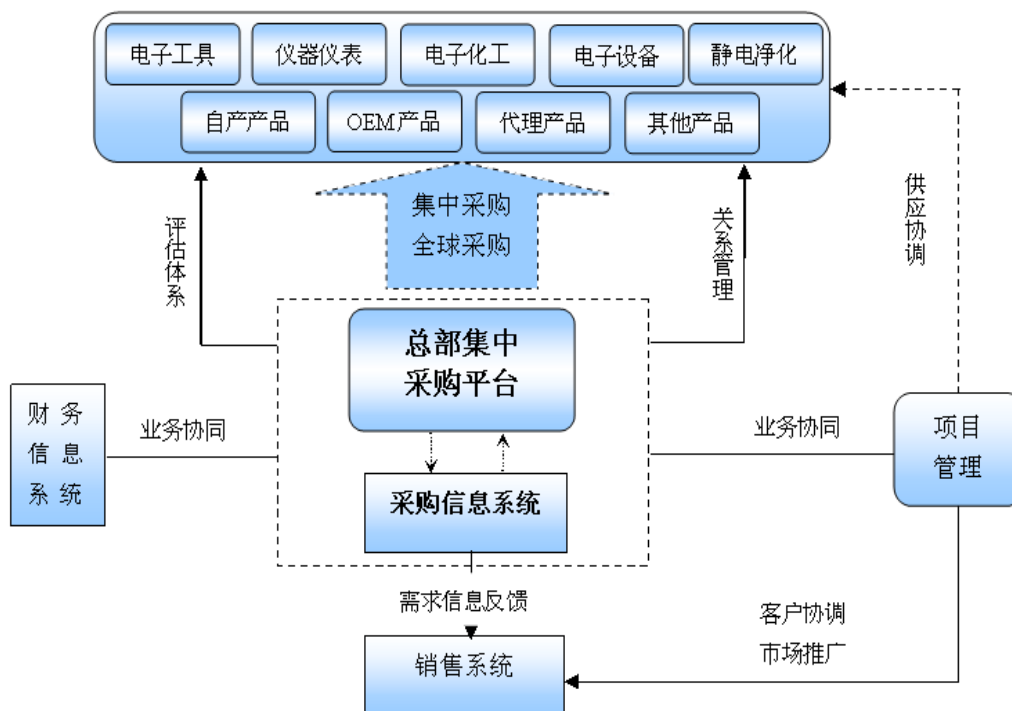 电子工具
仪器仪表
电子化工
电子设备
静电净化
自产产品
OEM产品
代理产品
其他产品
集中采购
全球采购
评估体系
关系管理
供应协调
总部集中
采购平台
财务
信息
系统
业务协同
业务协同
项目
管理
采购信息系统
需求信息反馈
客户协调
市场推广
销售系统